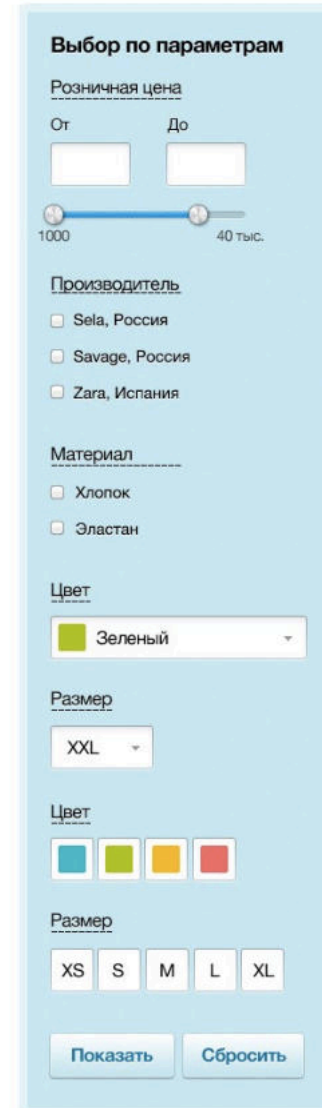 Выбор по параметрам
Розничная цена
От До
1000 40 тыс.
Производитель
Sela, Россия
Savage, Россия
Zara, Испания
Материал
Хлопок
Эластан
Цвет
Зеленый
Размер
XXL
Цвет
Размер
XS S M L XL
Показать Сбросить